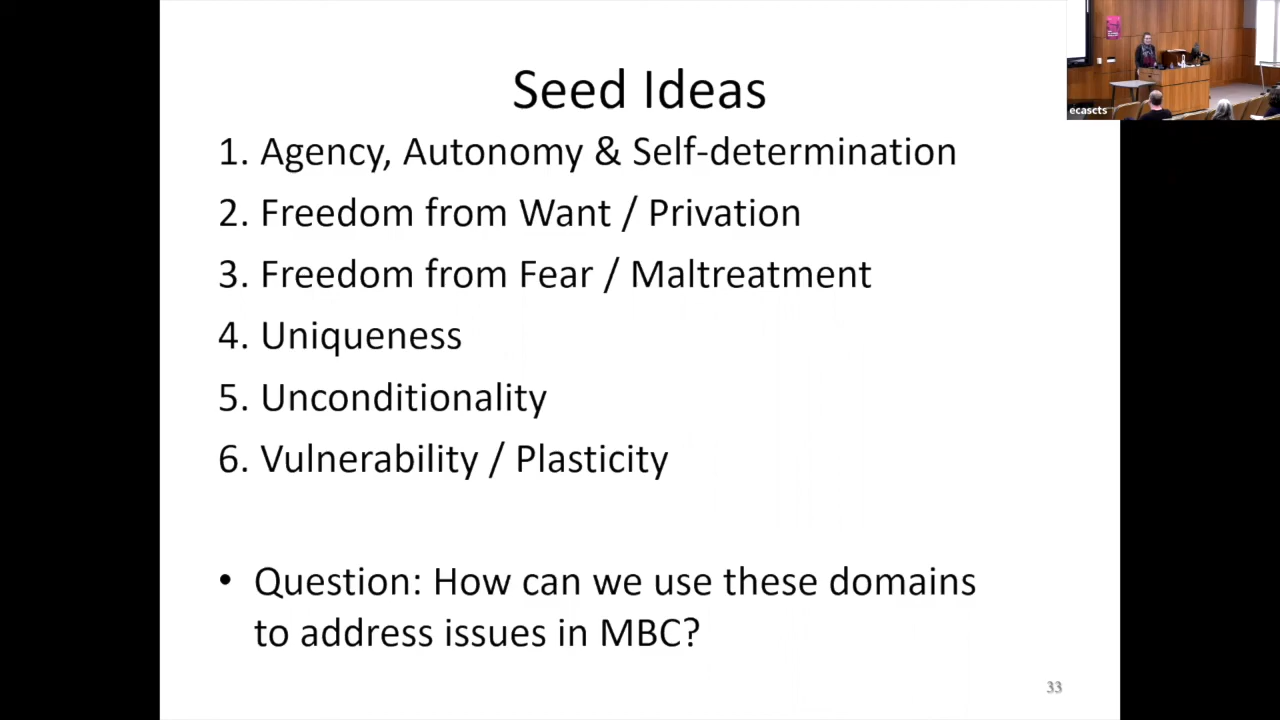 Seed Ideas
1. Agency, Autonomy & Self-determination
2. Freedom from Want / Privation
3. Freedom from Fear / Maltreatment
4. Uniqueness
5. Unconditionality
6. Vulnerability / Plasticity
• Question: How can we use these domains
to address issues in MBC?
33
ecascts